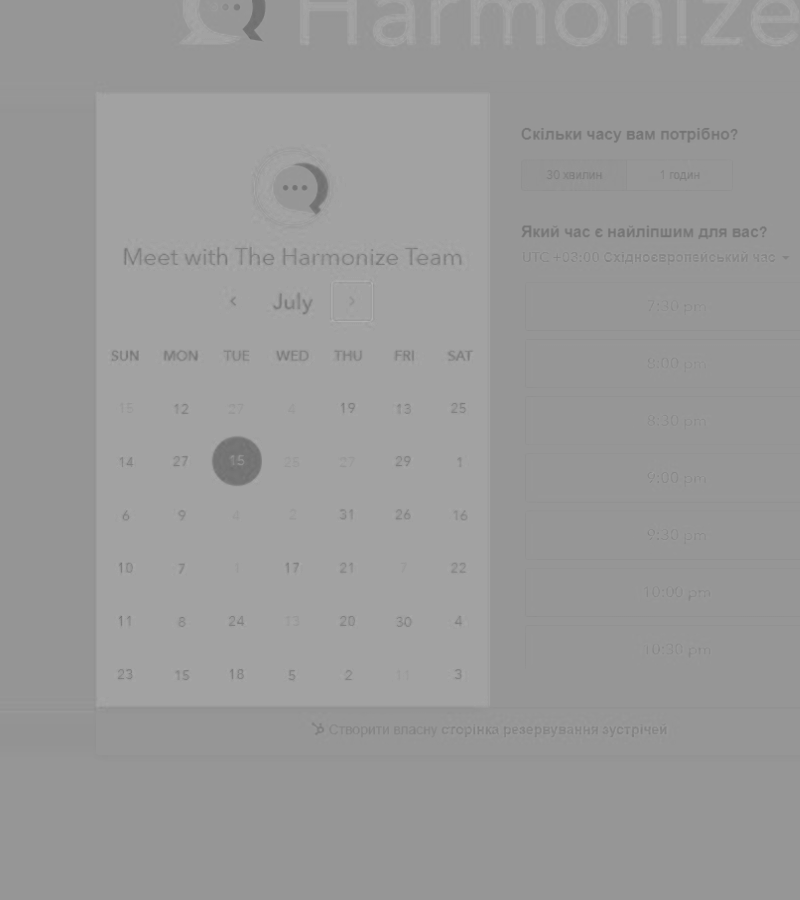 Harmonize
Скільки часу вам потрібно?
30 хвилин
1 годин
Який час є найліпшим для вас?
UTC +03:00 Східноєвропейський час
Meet with The Harmonize Team
July
SUN MON TUE WED THU FRI SAT
15 12 27 4 19 13 25
14 27 15 25 27 29 1
6 9 4 2 31 26 16
10 7 1 17 21 7 22
11 8 24 13 20 30 4
23 15 18 5 2 11 3
7:30 pm
8:00 pm
8:30 pm
9:00 pm
9:30 pm
10:00 pm
10:30 pm
Створити власну сторінка резервування зустрічей